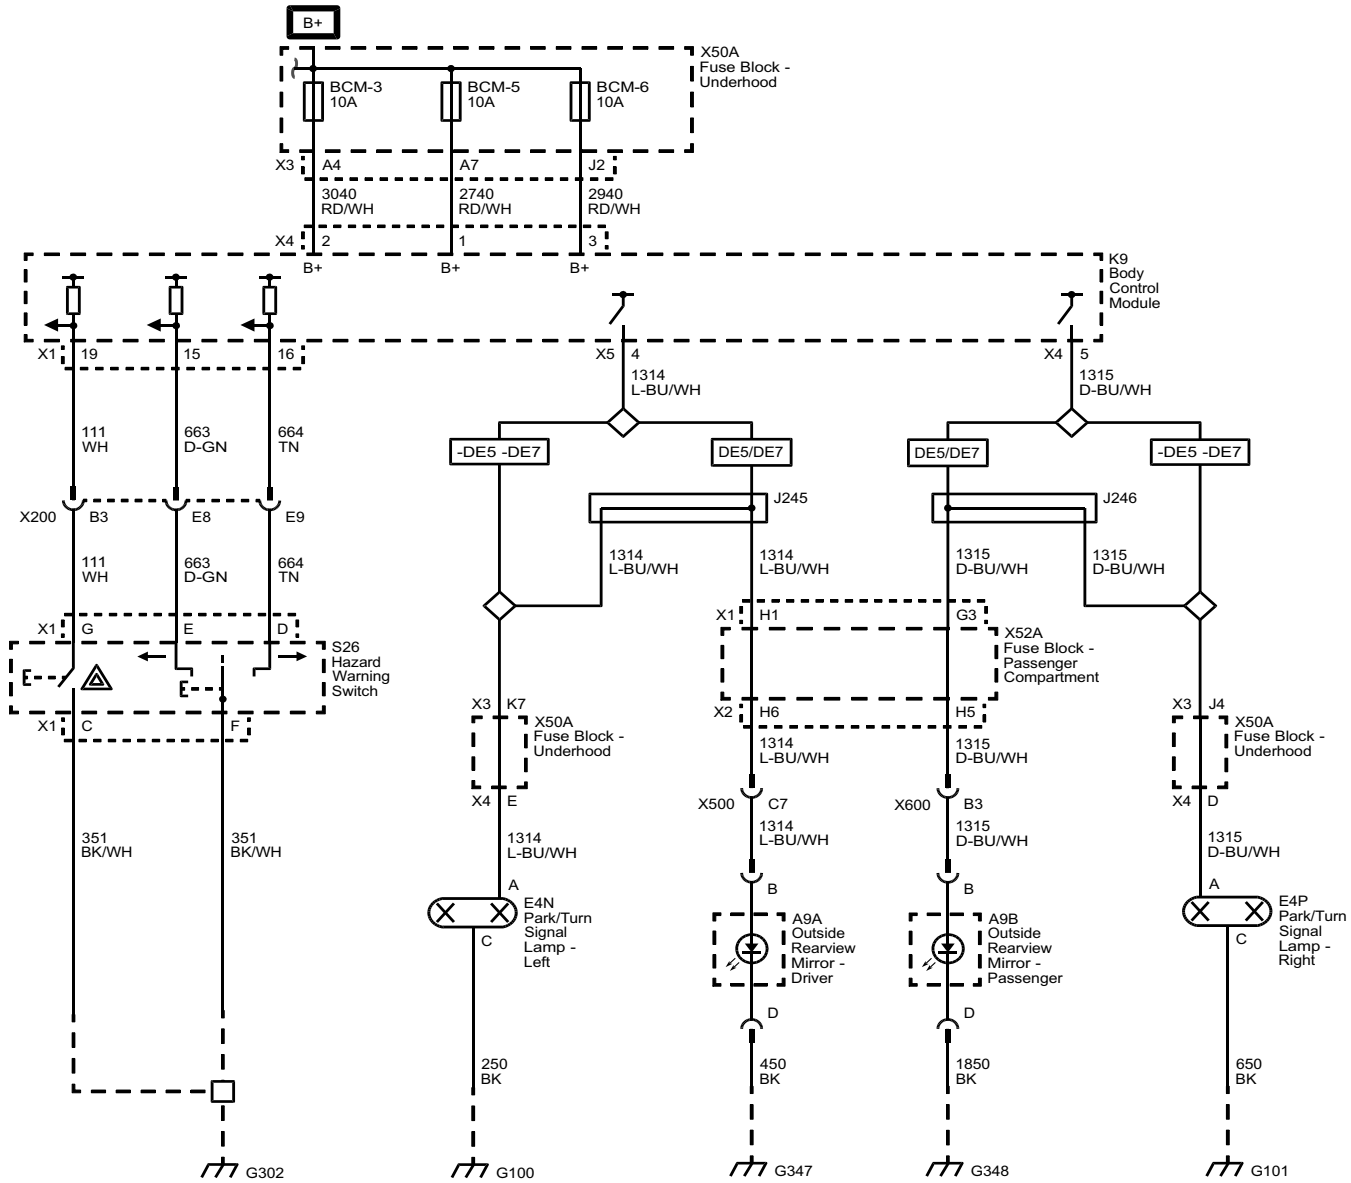 B+
X50A
Fuse Block -
Underhood
BCM-3
10A
BCM-5
10A
BCM-6
10A
X3 A4 A7 J2
3040
RD/WH
2740
RD/WH
2940
RD/WH
X4 2 1 3
B+ B+ B+
K9
Body
Control
Module
X1 19 15 16
X5 4
X4 5
1314
L-BU/WH
1315
D-BU/WH
111
WH
663
D-GN
664
TN
-DE5 -DE7
DE5/DE7
DE5/DE7
-DE5 -DE7
J245
J246
X200 B3 E8 E9
111
WH
663
D-GN
664
TN
1314
L-BU/WH
1314
L-BU/WH
1315
D-BU/WH
1315
D-BU/WH
X1 G E D
S26
Hazard
Warning
Switch
X1 C F
X1 H1 G3
X52A
Fuse Block -
Passenger
Compartment
X2 H6 H5
X3 K7
X50A
Fuse Block -
Underhood
X4 E
X3 J4
X50A
Fuse Block -
Underhood
X4 D
1314
L-BU/WH
1315
D-BU/WH
X500 C7
X600 B3
351
BK/WH
351
BK/WH
1314
L-BU/WH
1314
L-BU/WH
1315
D-BU/WH
1315
D-BU/WH
A
B
B
A
E4N
Park/Turn
Signal
Lamp -
Left
C
A9A
Outside
Rearview
Mirror -
Driver
A9B
Outside
Rearview
Mirror -
Passenger
E4P
Park/Turn
Signal
Lamp -
Right
C
D
D
250
BK
450
BK
1850
BK
650
BK
G302
G100
G347
G348
G101